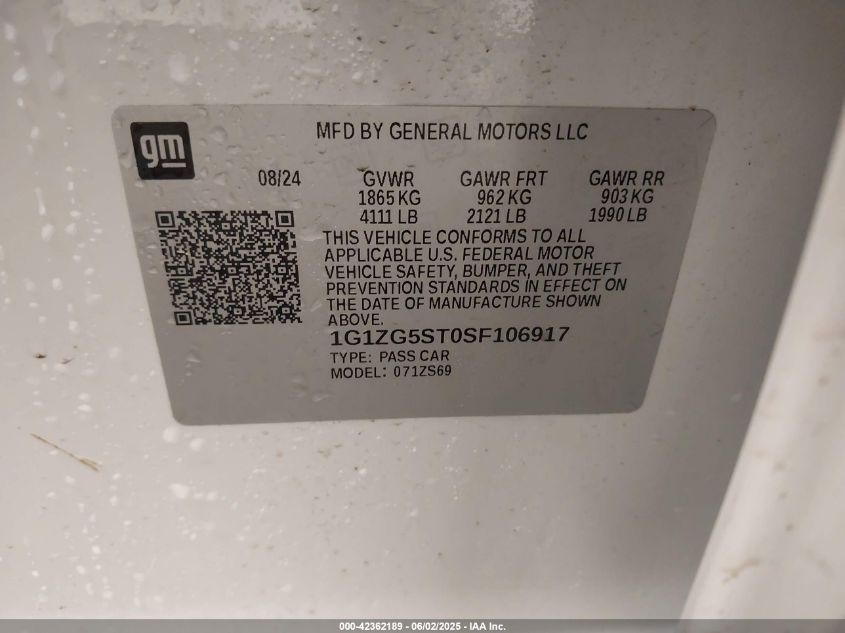 gm
MFD BY GENERAL MOTORS LLC
08/24 GVWR GAWR FRT GAWR RR
1865 KG 962 KG 903 KG
4111 LB 2121 LB 1990 LB
THIS VEHICLE CONFORMS TO ALL
APPLICABLE U.S. FEDERAL MOTOR
VEHICLE SAFETY, BUMPER, AND THEFT
PREVENTION STANDARDS IN EFFECT ON
THE DATE OF MANUFACTURE SHOWN
ABOVE.
1G1ZG5ST0SF106917
TYPE: PASS CAR
MODEL: 071ZS69
000-42362189 - 06/02/2025 - IAA Inc.